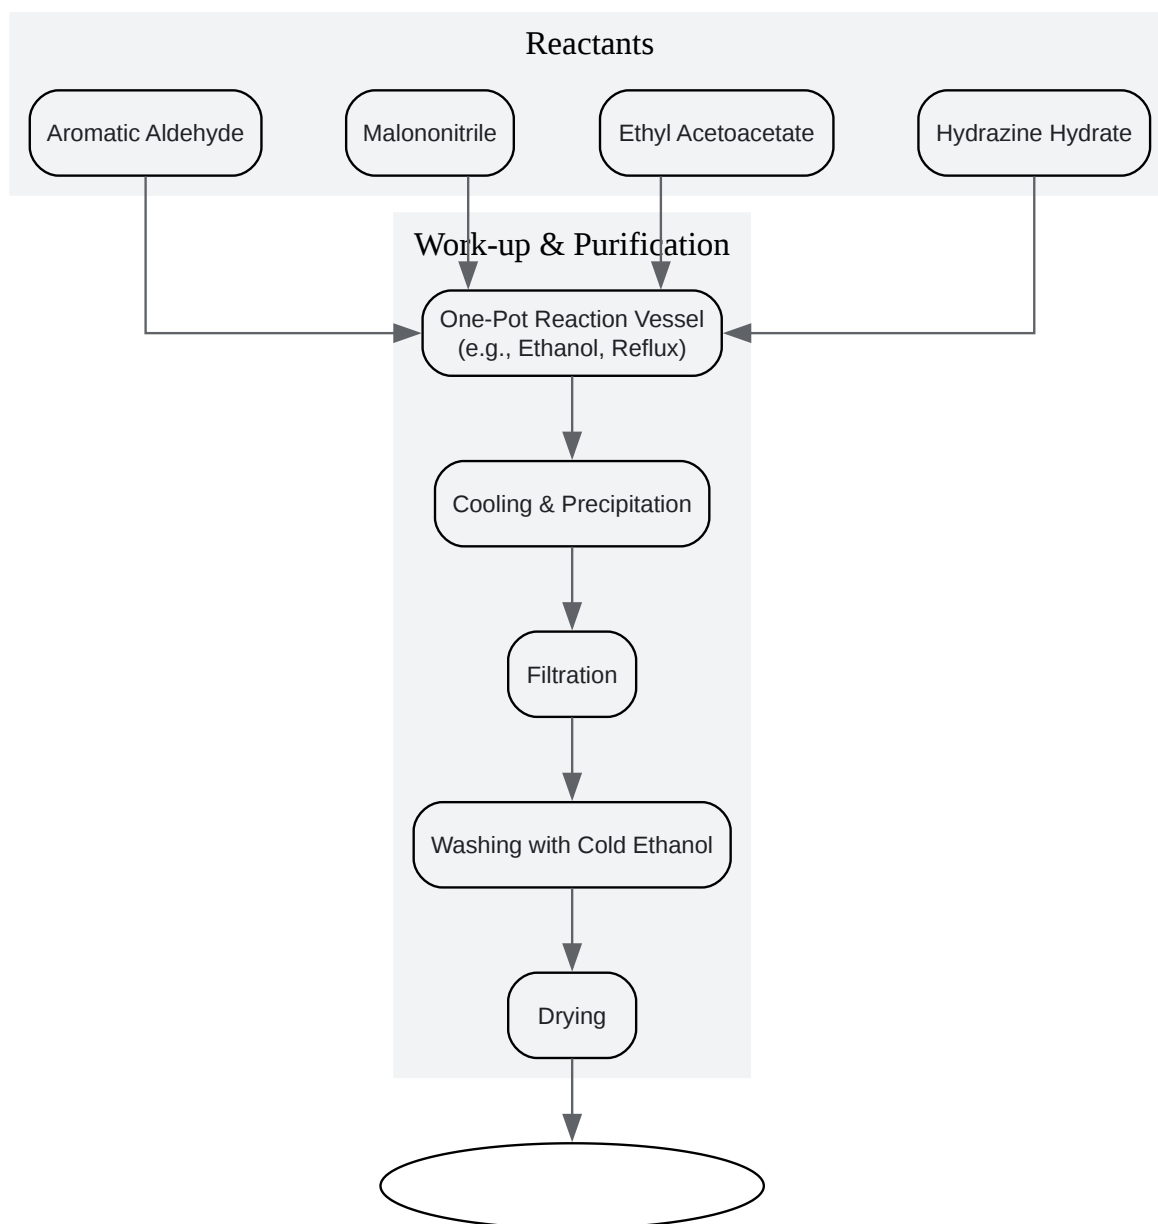 Reactants
Aromatic Aldehyde
Malononitrile
Ethyl Acetoacetate
Hydrazine Hydrate
Work-up & Purification
One-Pot Reaction Vessel
(e.g., Ethanol, Reflux)
Cooling & Precipitation
Filtration
Washing with Cold Ethanol
Drying